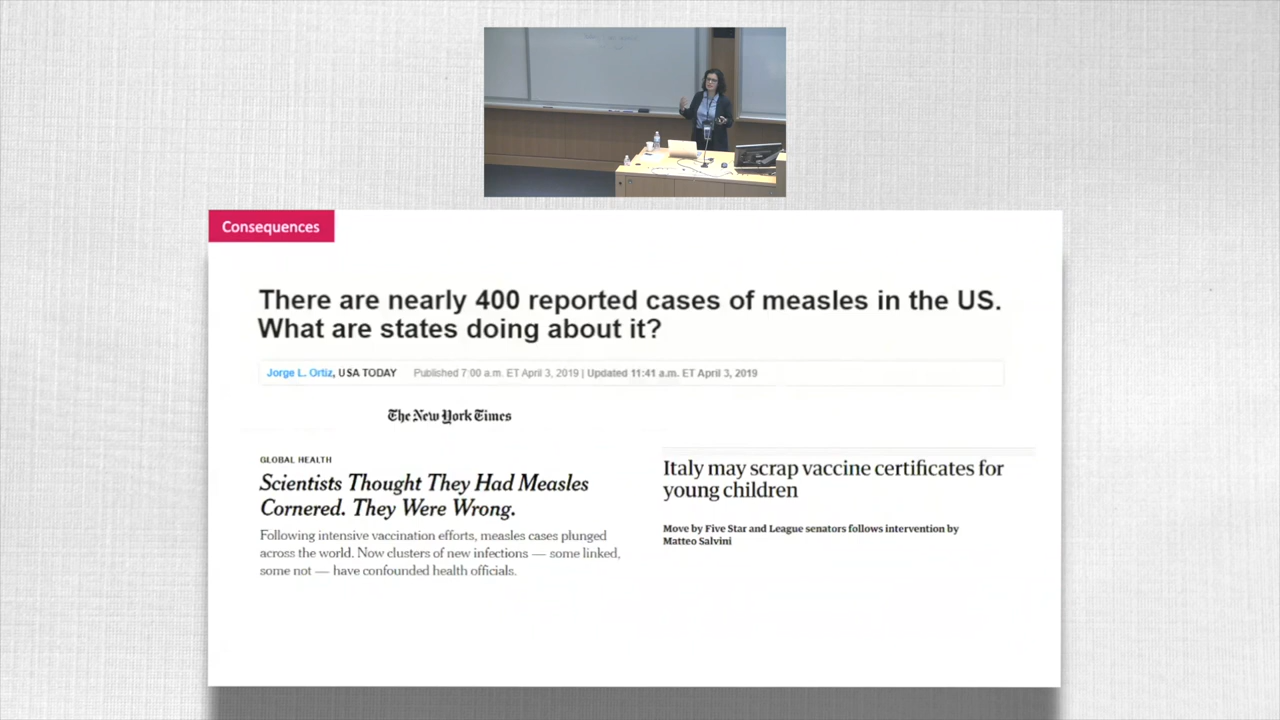 Consequences
There are nearly 400 reported cases of measles in the US.
What are states doing about it?
Jorge L. Ortiz, USA TODAY Published 7:00 a.m. ET April 3, 2019 | Updated 11:41 a.m. ET April 3, 2019
The New York Times
GLOBAL HEALTH
Scientists Thought They Had Measles
Cornered. They Were Wrong.
Following intensive vaccination efforts, measles cases plunged
across the world. Now clusters of new infections — some linked,
some not — have confounded health officials.
Italy may scrap vaccine certificates for
young children
Move by Five Star and League senators follows intervention by
Matteo Salvini